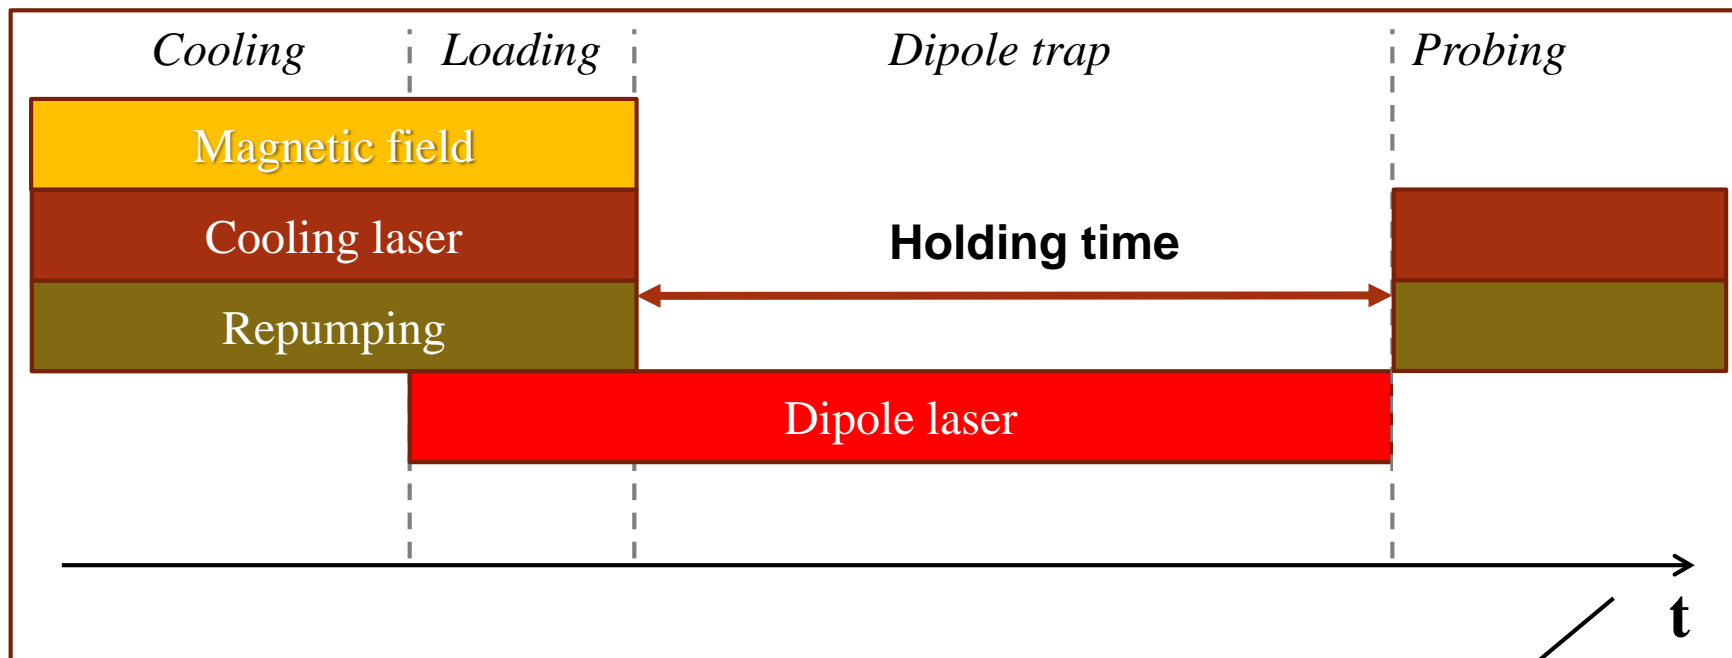 Cooling
Loading
Dipole trap
Probing
Magnetic field
Cooling laser
Holding time
Repumping
Dipole laser
t